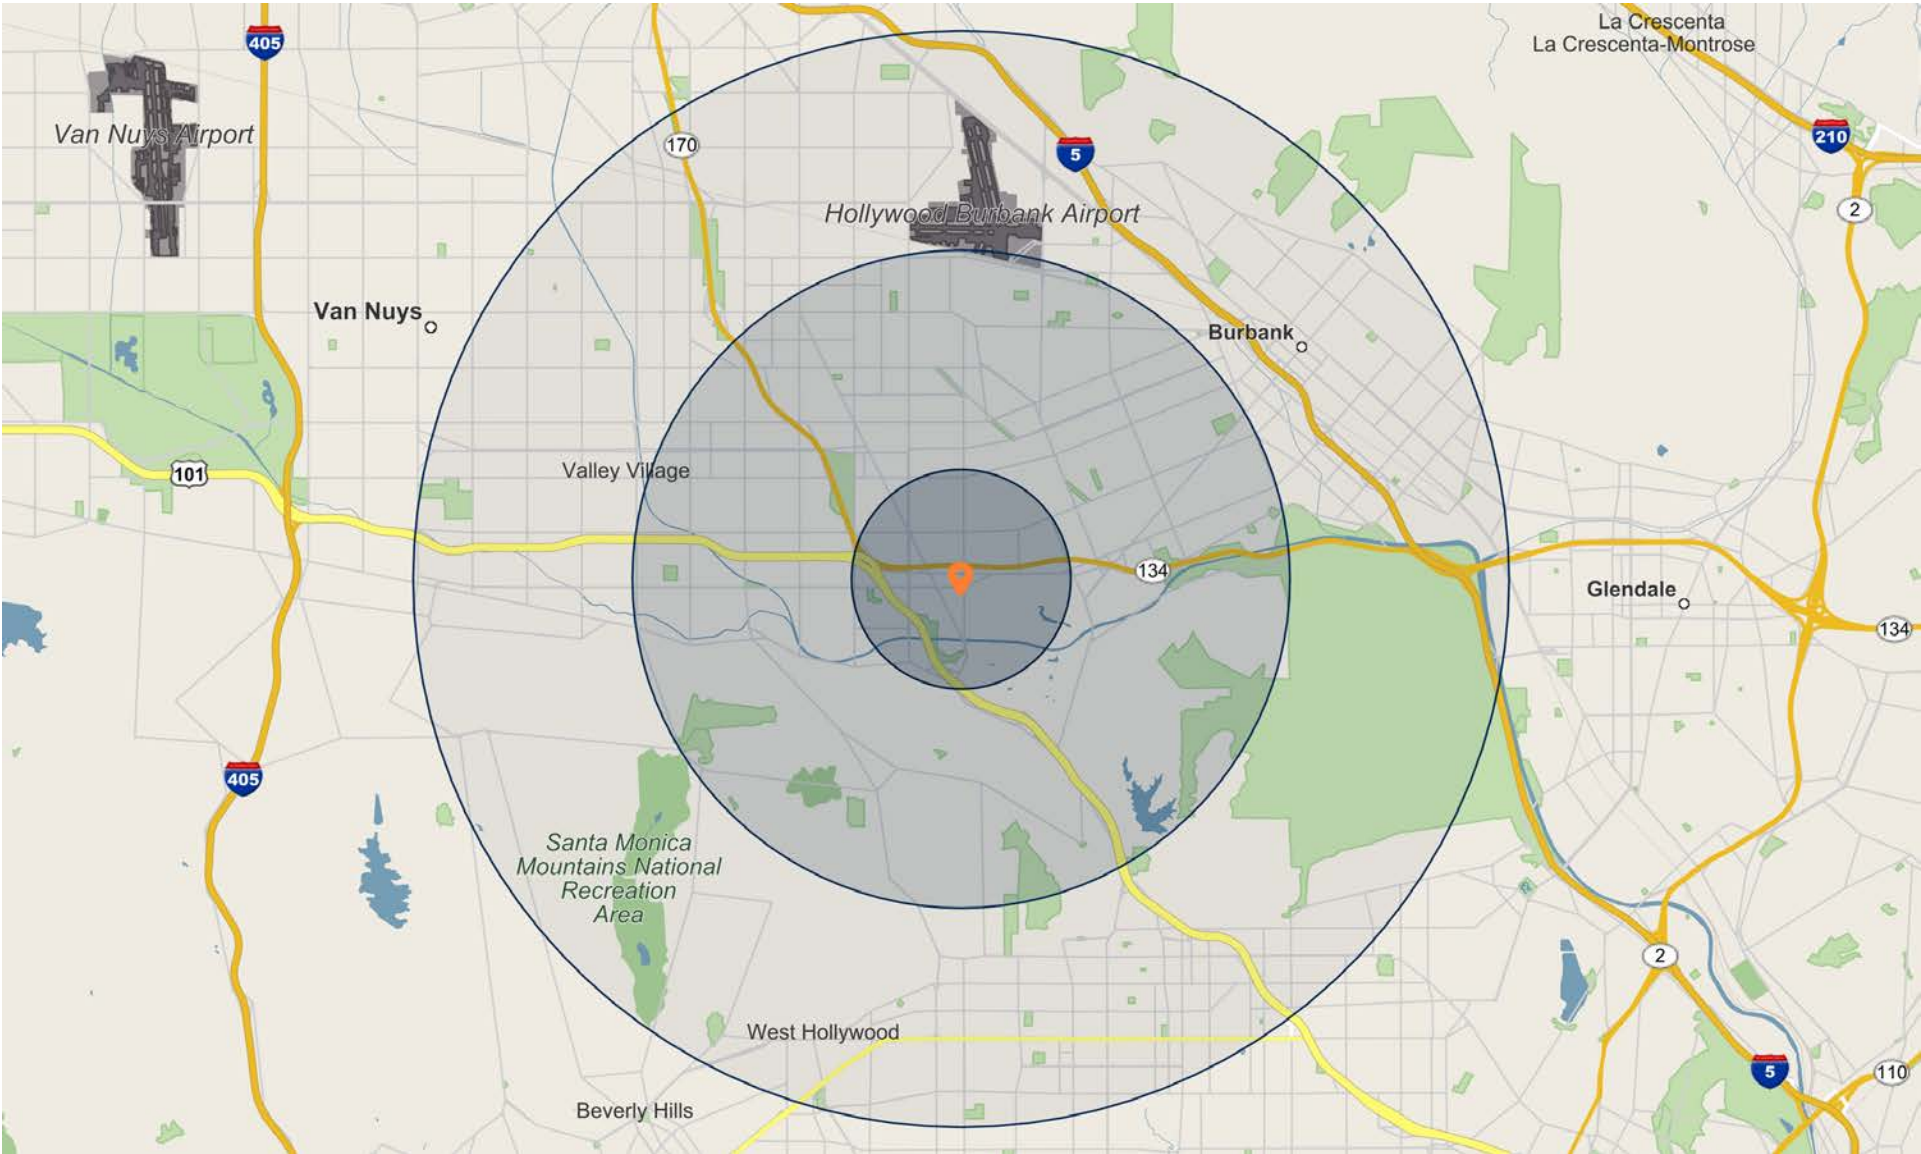 La Crescenta
La Crescenta-Montrose
405
Van Nuys Airport
170
5
210
2
Hollywood Burbank Airport
Van Nuys
Burbank
Valley Village
101
134
Glendale
134
405
Santa Monica
Mountains National
Recreation
Area
2
West Hollywood
5
110
Beverly Hills